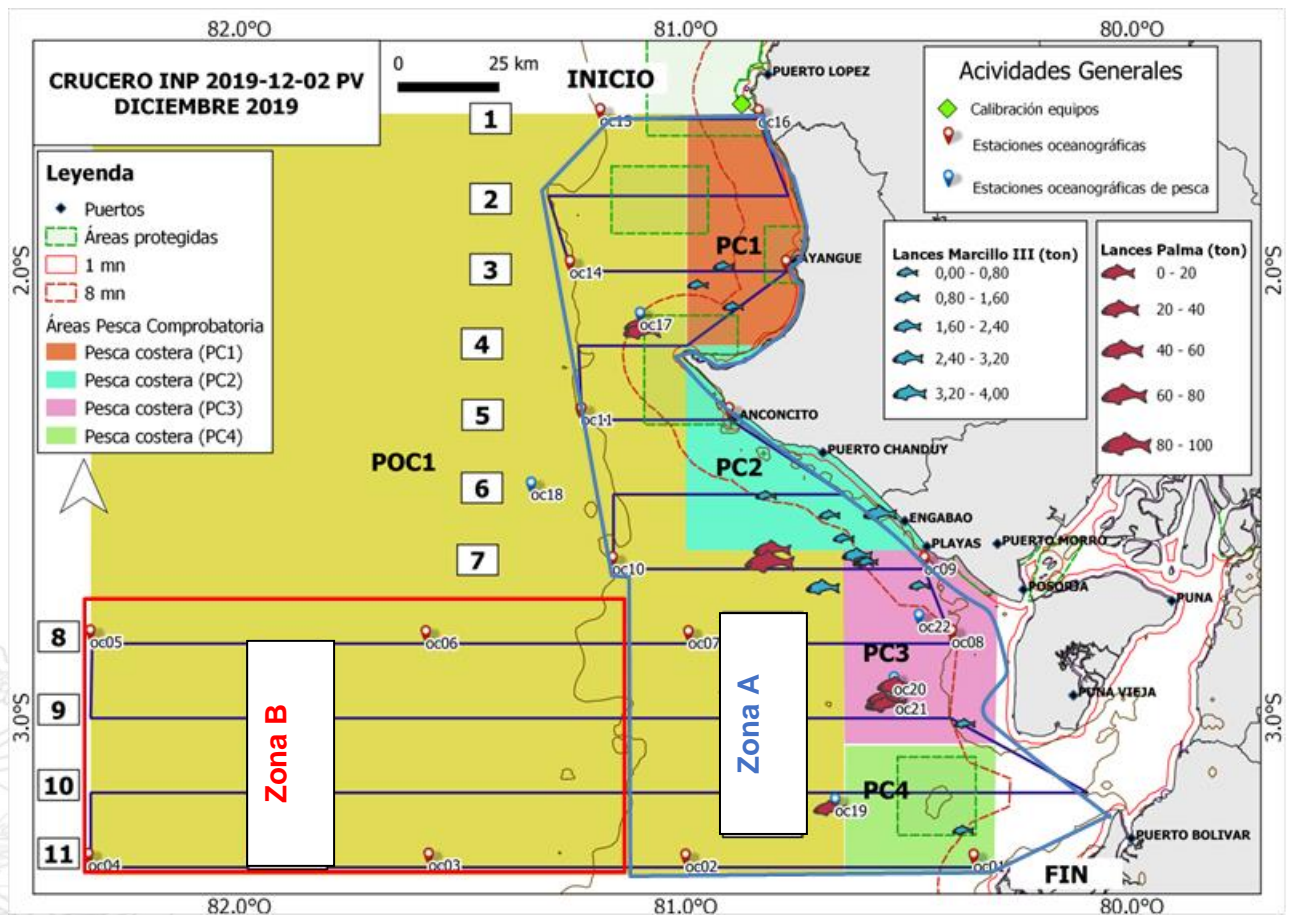 82.0°O
81.0°O
80.0°O
CRUCERO INP 2019-12-02 PV
DICIEMBRE 2019
0
25 km
INICIO
PUERTO LOPEZ
Acividades Generales
Calibración equipos
Estaciones oceanográficas
Estaciones oceanográficas de pesca
Leyenda
Puertos
Áreas protegidas
1 mn
8 mn
Áreas Pesca Comprobatoria
Pesca costera (PC1)
Pesca costera (PC2)
Pesca costera (PC3)
Pesca costera (PC4)
Lances Marcillo III (ton)
0,00 - 0,80
0,80 - 1,60
1,60 - 2,40
2,40 - 3,20
3,20 - 4,00
Lances Palma (ton)
0 - 20
20 - 40
40 - 60
60 - 80
80 - 100
1
oc15
oc16
2
PC1
2.0°S
3
oc14
AYANGUE
2.0°S
oc17
4
5
oc11
ANCONCITO
POC1
PC2
PUERTO CHANDUY
6
oc18
ENGABAO
PLAYAS
PUERTO MORRO
7
oc10
oc09
POSORJA
PUNA
8
oc05
oc06
oc07
oc22
oc08
PC3
oc20
oc21
PUNA VIEJA
9
3.0°S
3.0°S
Zona B
Zona A
10
PC4
oc19
PUERTO BOLIVAR
11
oc04
oc03
oc02
oc01
FIN
82.0°O
81.0°O
80.0°O